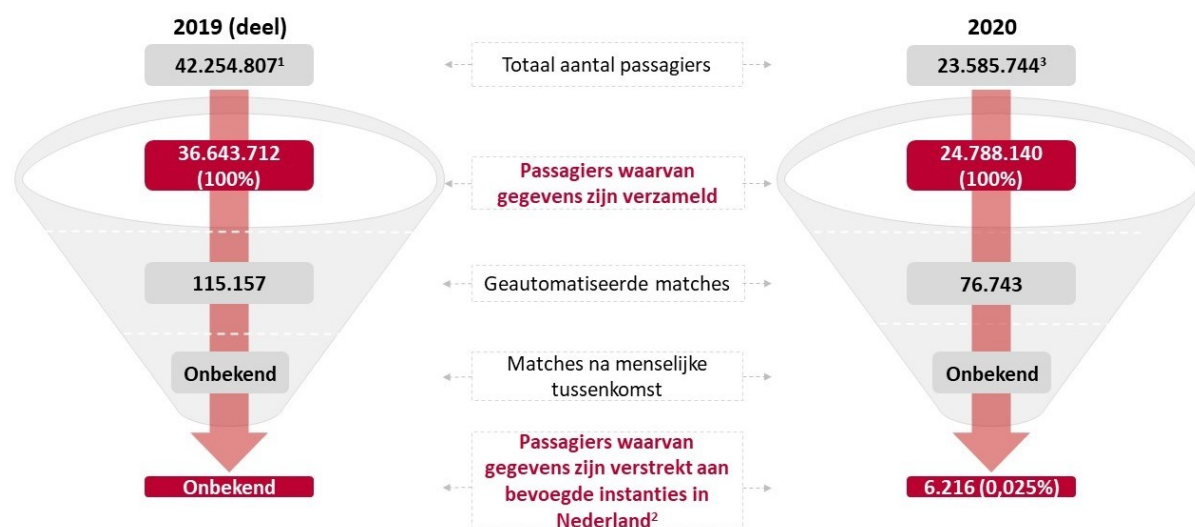 2019 (deel)
2020
42.254.807¹
Totaal aantal passagiers
23.585.744³
36.643.712
(100%)
Passagiers waarvan
gegevens zijn verzameld
24.788.140
(100%)
115.157
Geautomatiseerde matches
76.743
Onbekend
Matches na menselijke
tussenkomst
Onbekend
Onbekend
Passagiers waarvan
gegevens zijn verstrekt aan
bevoegde instanties in
Nederland²
6.216 (0,025%)